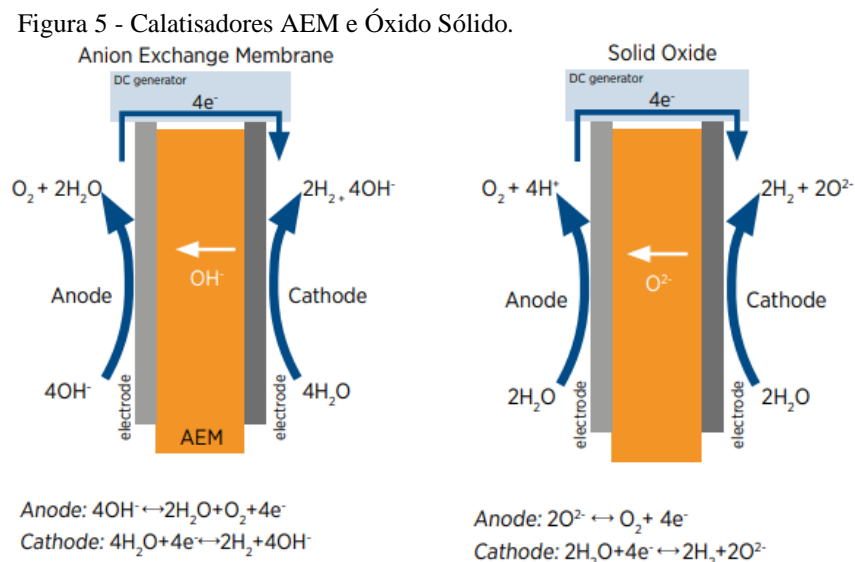 Figura 5 - Calatisadores AEM e Óxido Sólido.
Anion Exchange Membrane
DC generator
4e⁻
O₂ + 2H₂O
2H₂ ₊ 4OH⁻
OH⁻
Anode
Cathode
4OH⁻
4H₂O
electrode
electrode
AEM
Anode: 4OH⁻↔2H₂O+O₂+4e⁻
Cathode: 4H₂O+4e⁻↔2H₂+4OH⁻
Solid Oxide
DC generator
4e⁻
O₂ + 4H⁺
2H₂ + 2O²⁻
O²⁻
Anode
Cathode
2H₂O
2H₂O
electrode
electrode
Anode: 2O²⁻ ↔ O₂+ 4e⁻
Cathode: 2H₂O+4e⁻↔2H₂+2O²⁻